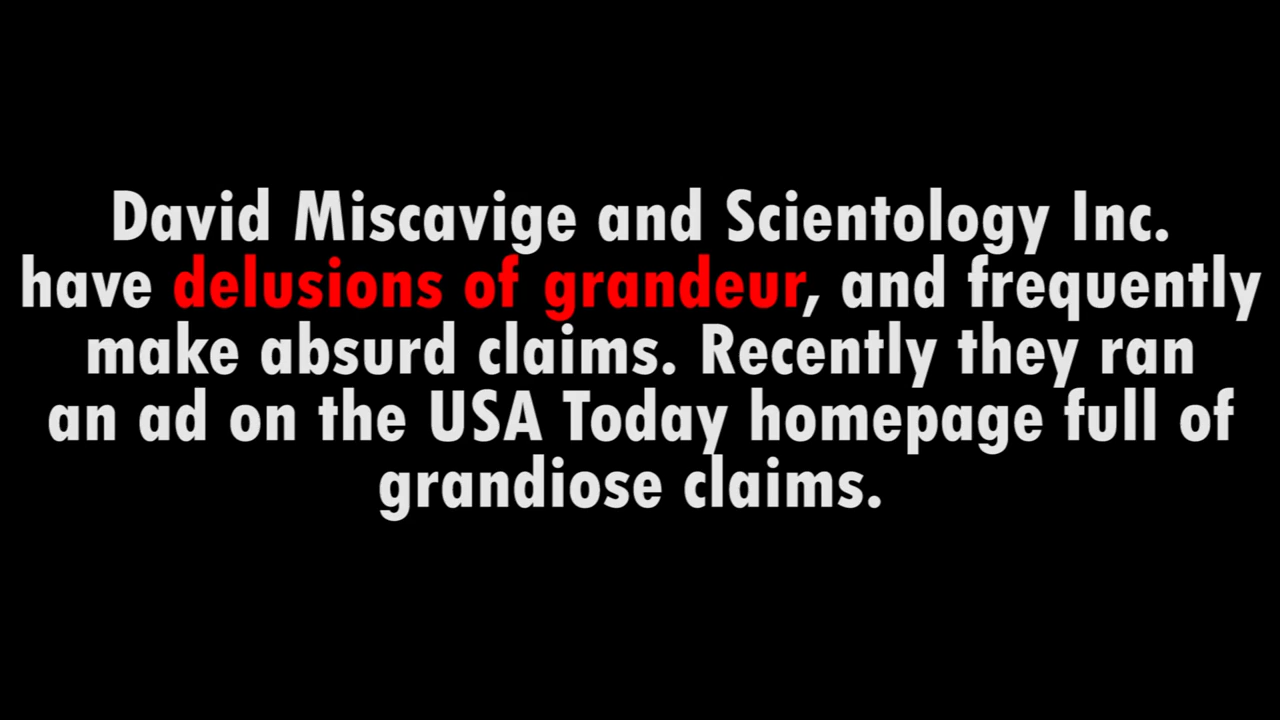 David Miscavige and Scientology Inc.
have delusions of grandeur, and frequently
make absurd claims. Recently they ran
an ad on the USA Today homepage full of
grandiose claims.